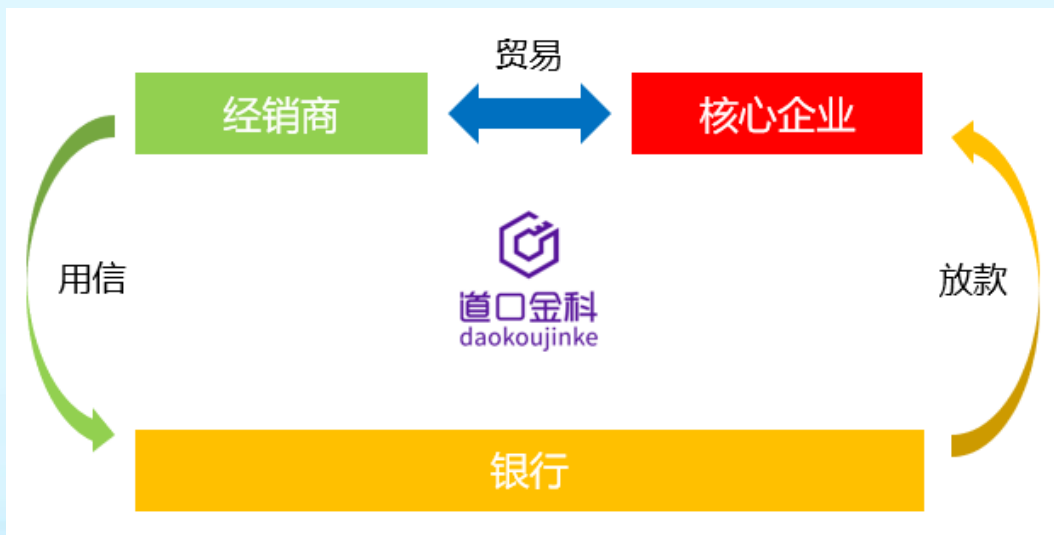 贸易
经销商
核心企业
用信
道口金科
daokoujinke
放款
银行